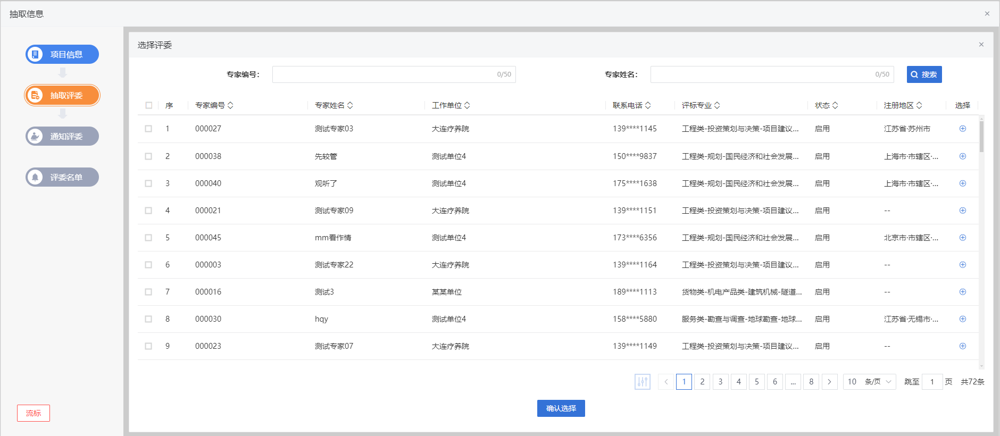 抽取信息
项目信息
抽取评委
通知评委
评委名单
流标
选择评委
专家编号： 0/50 专家姓名： 0/50 搜索
序 专家编号 专家姓名 工作单位 联系电话 评标专业 状态 注册地区 选择
1 000027 测试专家03 大连疗养院 139****1145 工程类-投资策划与决策-项目建议... 启用 江苏省·苏州市
2 000038 先较管 测试单位4 150****9837 工程类-规划-国民经济和社会发展... 启用 上海市·市辖区·...
3 000040 观听了 测试单位4 175****1638 工程类-规划-国民经济和社会发展... 启用 上海市·市辖区·...
4 000021 测试专家09 大连疗养院 139****1151 工程类-投资策划与决策-项目建议... 启用 --
5 000045 mm看作情 测试单位4 173****6356 工程类-规划-国民经济和社会发展... 启用 北京市·市辖区·...
6 000003 测试专家22 大连疗养院 139****1164 工程类-投资策划与决策-项目建议... 启用 --
7 000016 测试3 某某单位 189****1113 货物类-机电产品类-建筑机械-隧道... 启用 --
8 000030 hqy 测试单位4 158****5880 服务类-勘查与调查-地球勘查-地球... 启用 江苏省·无锡市·...
9 000023 测试专家07 大连疗养院 139****1149 工程类-投资策划与决策-项目建议... 启用 --
1 2 3 4 5 6 ... 8 10 条/页 跳至 1 页 共72条
确认选择